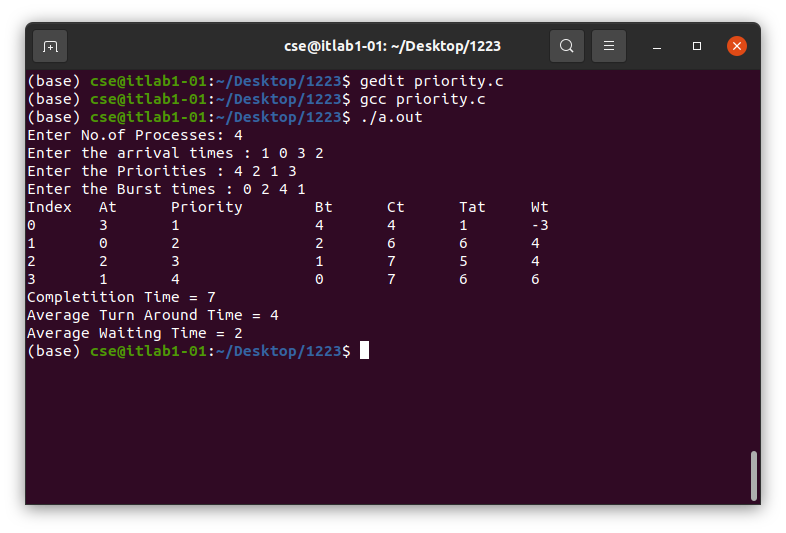 cse@itlab1-01: ~/Desktop/1223
(base) cse@itlab1-01:~/Desktop/1223$ gedit priority.c
(base) cse@itlab1-01:~/Desktop/1223$ gcc priority.c
(base) cse@itlab1-01:~/Desktop/1223$ ./a.out
Enter No.of Processes: 4
Enter the arrival times : 1 0 3 2
Enter the Priorities : 4 2 1 3
Enter the Burst times : 0 2 4 1
Index At Priority Bt Ct Tat Wt
0 3 1 4 4 1 -3
1 0 2 2 6 6 4
2 2 3 1 7 5 4
3 1 4 0 7 6 6
Completition Time = 7
Average Turn Around Time = 4
Average Waiting Time = 2
(base) cse@itlab1-01:~/Desktop/1223$